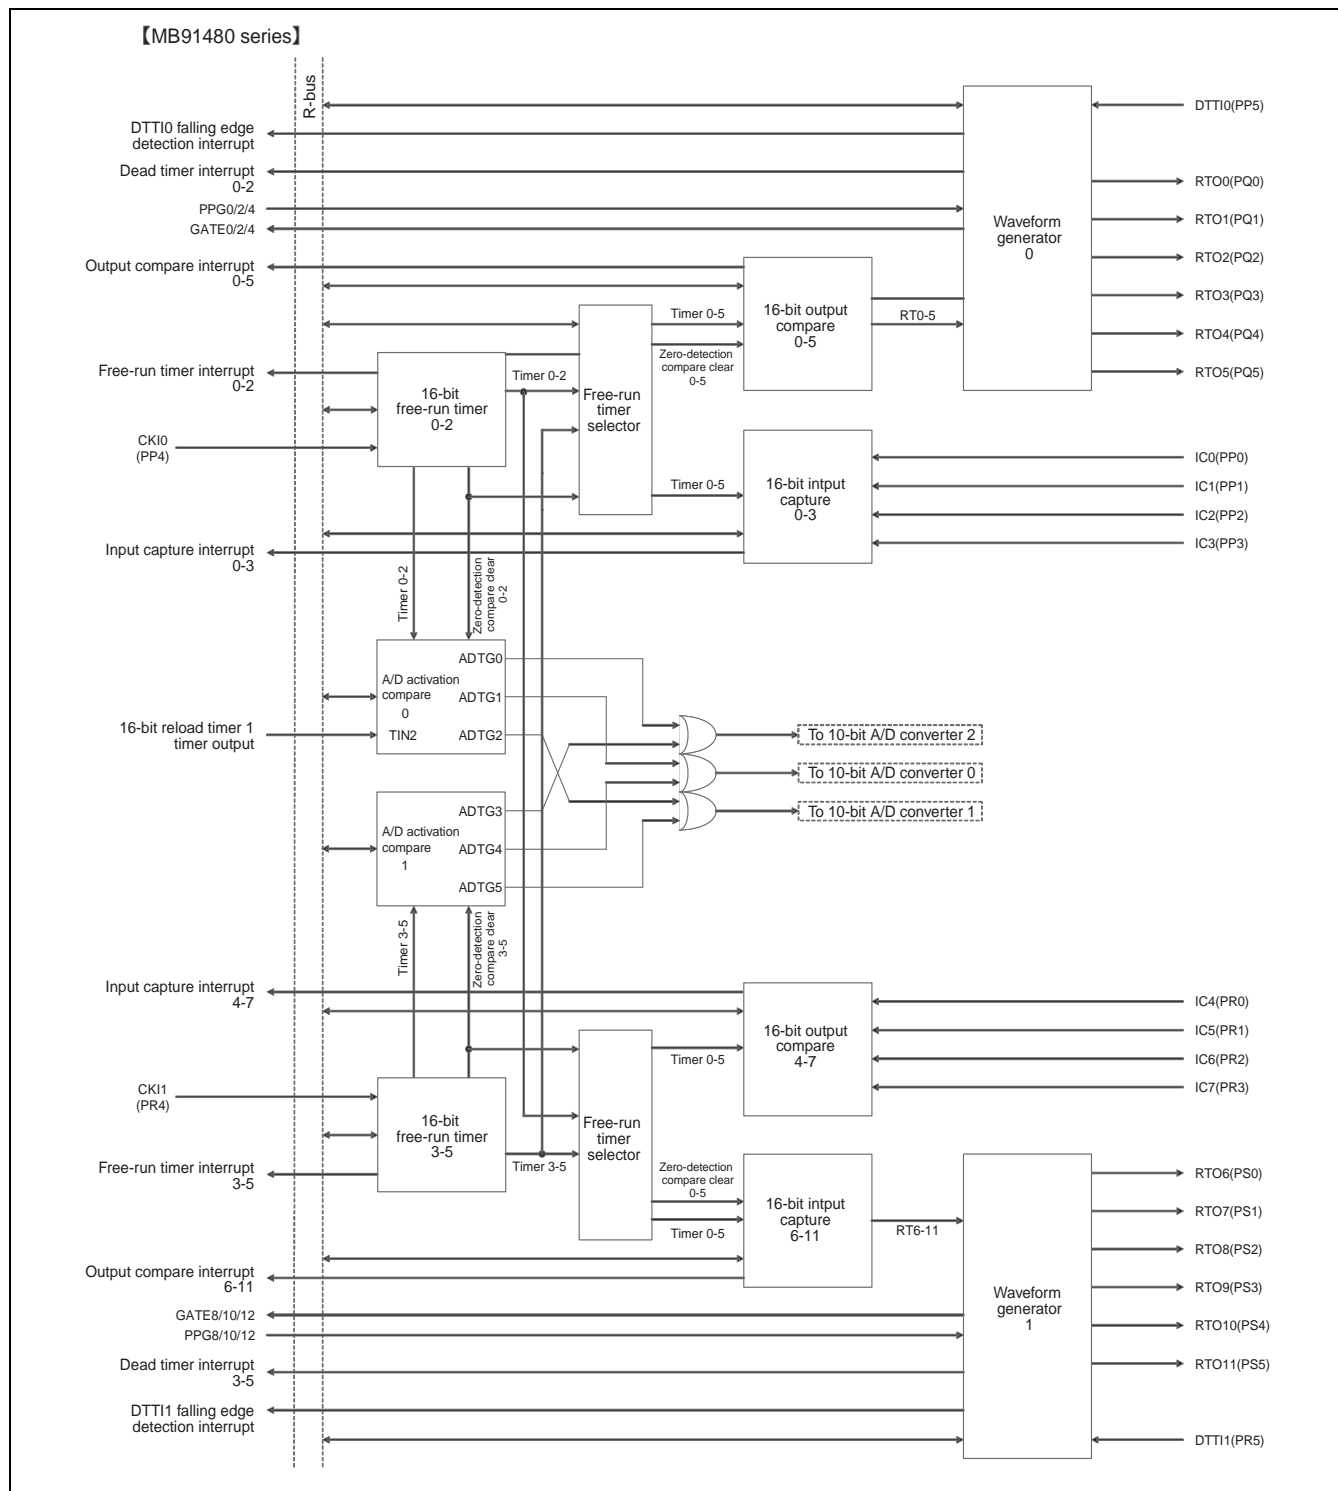 【MB91480 series】
R-bus
DTTI0(PP5)
DTTI0 falling edge
detection interrupt
Dead timer interrupt
0-2
PPG0/2/4
GATE0/2/4
RTO0(PQ0)
RTO1(PQ1)
RTO2(PQ2)
RTO3(PQ3)
RTO4(PQ4)
RTO5(PQ5)
Waveform
generator
0
Output compare interrupt
0-5
16-bit output
compare
0-5
RT0-5
Timer 0-5
Zero-detection
compare clear
0-5
Free-run timer interrupt
0-2
16-bit
free-run timer
0-2
Timer 0-2
Free-run
timer
selector
CKI0
(PP4)
Timer 0-5
16-bit intput
capture
0-3
IC0(PP0)
IC1(PP1)
IC2(PP2)
IC3(PP3)
Input capture interrupt
0-3
Timer 0-2
Zero-detection
compare clear
0-2
A/D activation
compare
0
TIN2
ADTG0
ADTG1
ADTG2
16-bit reload timer 1
timer output
To 10-bit A/D converter 2
To 10-bit A/D converter 0
To 10-bit A/D converter 1
A/D activation
compare
1
ADTG3
ADTG4
ADTG5
Timer 3-5
Zero-detection
compare clear
3-5
Input capture interrupt
4-7
16-bit output
compare
4-7
IC4(PR0)
IC5(PR1)
IC6(PR2)
IC7(PR3)
Timer 0-5
CKI1
(PR4)
16-bit
free-run timer
3-5
Timer 3-5
Free-run
timer
selector
Free-run timer interrupt
3-5
Zero-detection
compare clear
0-5
Timer 0-5
16-bit intput
capture
6-11
RT6-11
Output compare interrupt
6-11
GATE8/10/12
PPG8/10/12
Dead timer interrupt
3-5
DTTI1 falling edge
detection interrupt
Waveform
generator
1
RTO6(PS0)
RTO7(PS1)
RTO8(PS2)
RTO9(PS3)
RTO10(PS4)
RTO11(PS5)
DTTI1(PR5)